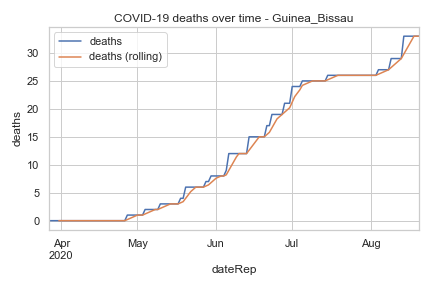 COVID-19 deaths over time - Guinea_Bissau
deaths
deaths (rolling)
deaths
30
25
20
15
10
5
0
Apr
2020
May
Jun
Jul
Aug
dateRep